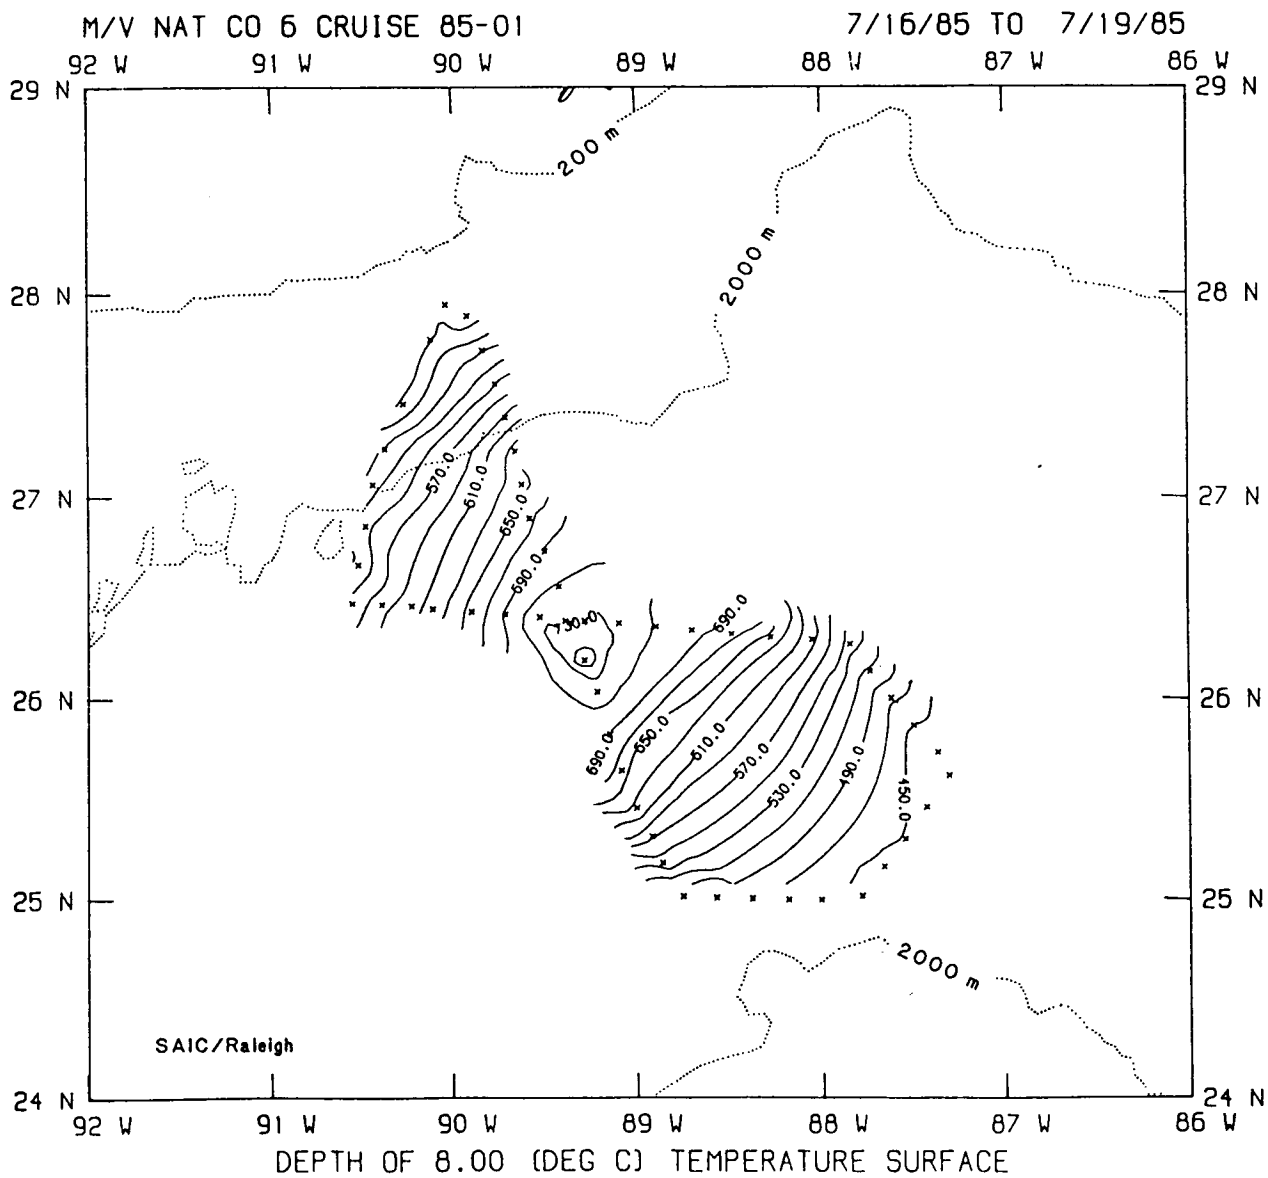 M/V NAT CO 6 CRUISE 85-01 7/16/85 TO 7/19/85
92 W 91 W 90 W 89 W 88 W 87 W 86 W
29 N 29 N
200 m
2000 m
28 N 28 N
570.0
610.0
27 N 27 N
650.0
690.0
730.0
690.0
26 N 26 N
690.0
650.0
610.0
570.0
530.0
490.0
450.0
25 N 25 N
2000 m
SAIC/Raleigh
24 N 24 N
92 W 91 W 90 W 89 W 88 W 87 W 86 W
DEPTH OF 8.00 (DEG C) TEMPERATURE SURFACE